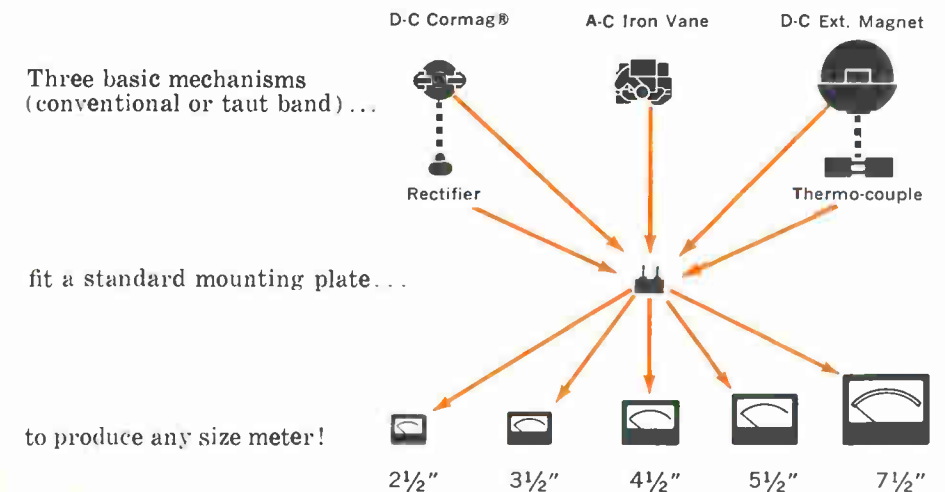 D-C Cormag® A-C Iron Vane D-C Ext. Magnet
Three basic mechanisms
(conventional or taut band)...
Rectifier Thermo-couple
fit a standard mounting plate...
to produce any size meter!
2½" 3½" 4½" 5½" 7½"